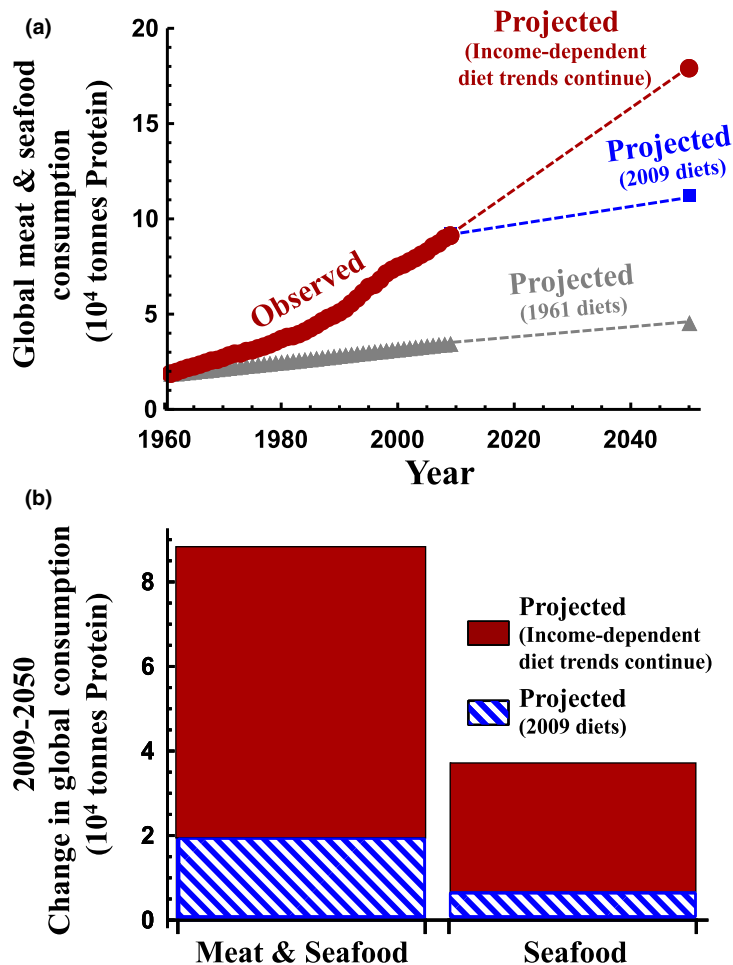 (a)
Global meat & seafood
consumption
(10⁴ tonnes Protein)
20
15
10
5
0
Projected
(Income-dependent
diet trends continue)
Projected
(2009 diets)
Observed
Projected
(1961 diets)
1960
1980
2000
2020
2040
Year
(b)
2009-2050
Change in global consumption
(10⁴ tonnes Protein)
8
6
4
2
0
Projected
(Income-dependent
diet trends continue)
Projected
(2009 diets)
Meat & Seafood
Seafood